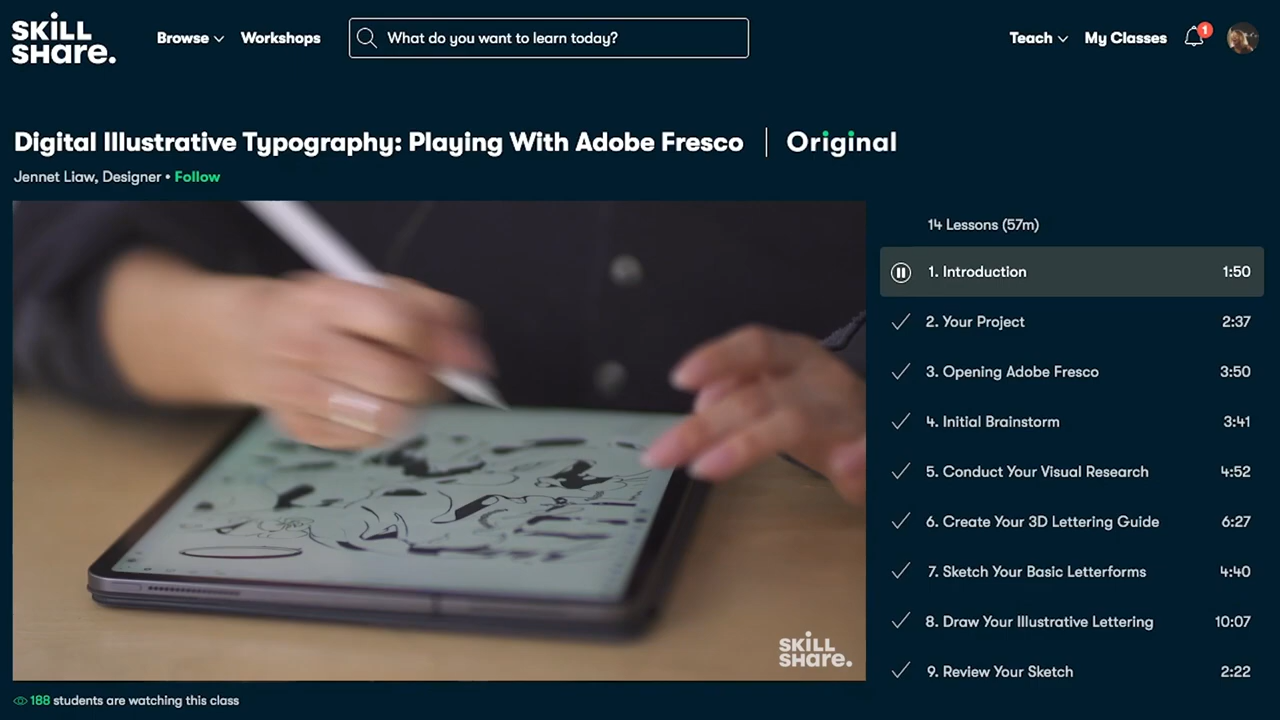 SKILL
SHARE.
Browse
Workshops
What do you want to learn today?
Teach
My Classes
1
Digital Illustrative Typography: Playing With Adobe Fresco | Original
Jennet Liaw, Designer • Follow
14 Lessons (57m)
1. Introduction 1:50
2. Your Project 2:37
3. Opening Adobe Fresco 3:50
4. Initial Brainstorm 3:41
5. Conduct Your Visual Research 4:52
6. Create Your 3D Lettering Guide 6:27
7. Sketch Your Basic Letterforms 4:40
8. Draw Your Illustrative Lettering 10:07
9. Review Your Sketch 2:22
SKILL
SHARE.
188 students are watching this class